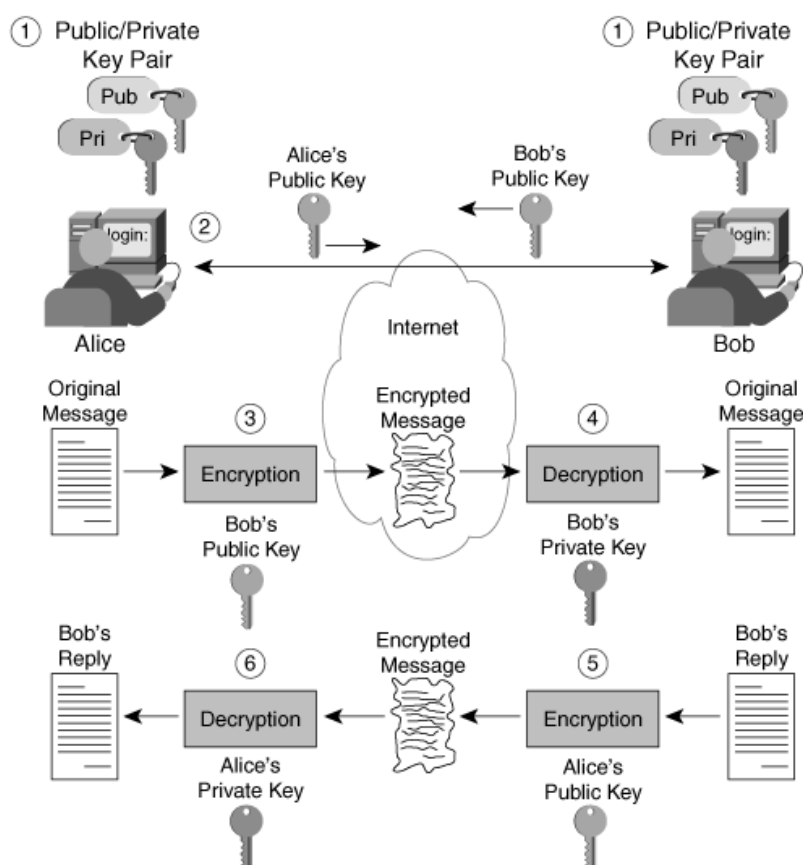 1 Public/Private
Key Pair
Pub
Pri
1 Public/Private
Key Pair
Pub
Pri
Alice's
Public Key
Bob's
Public Key
login:
2
login:
Alice
Internet
Bob
Original
Message
3
Encryption
Bob's
Public Key
Encrypted
Message
4
Decryption
Bob's
Private Key
Original
Message
Bob's
Reply
6
Decryption
Alice's
Private Key
Encrypted
Message
5
Encryption
Alice's
Public Key
Bob's
Reply